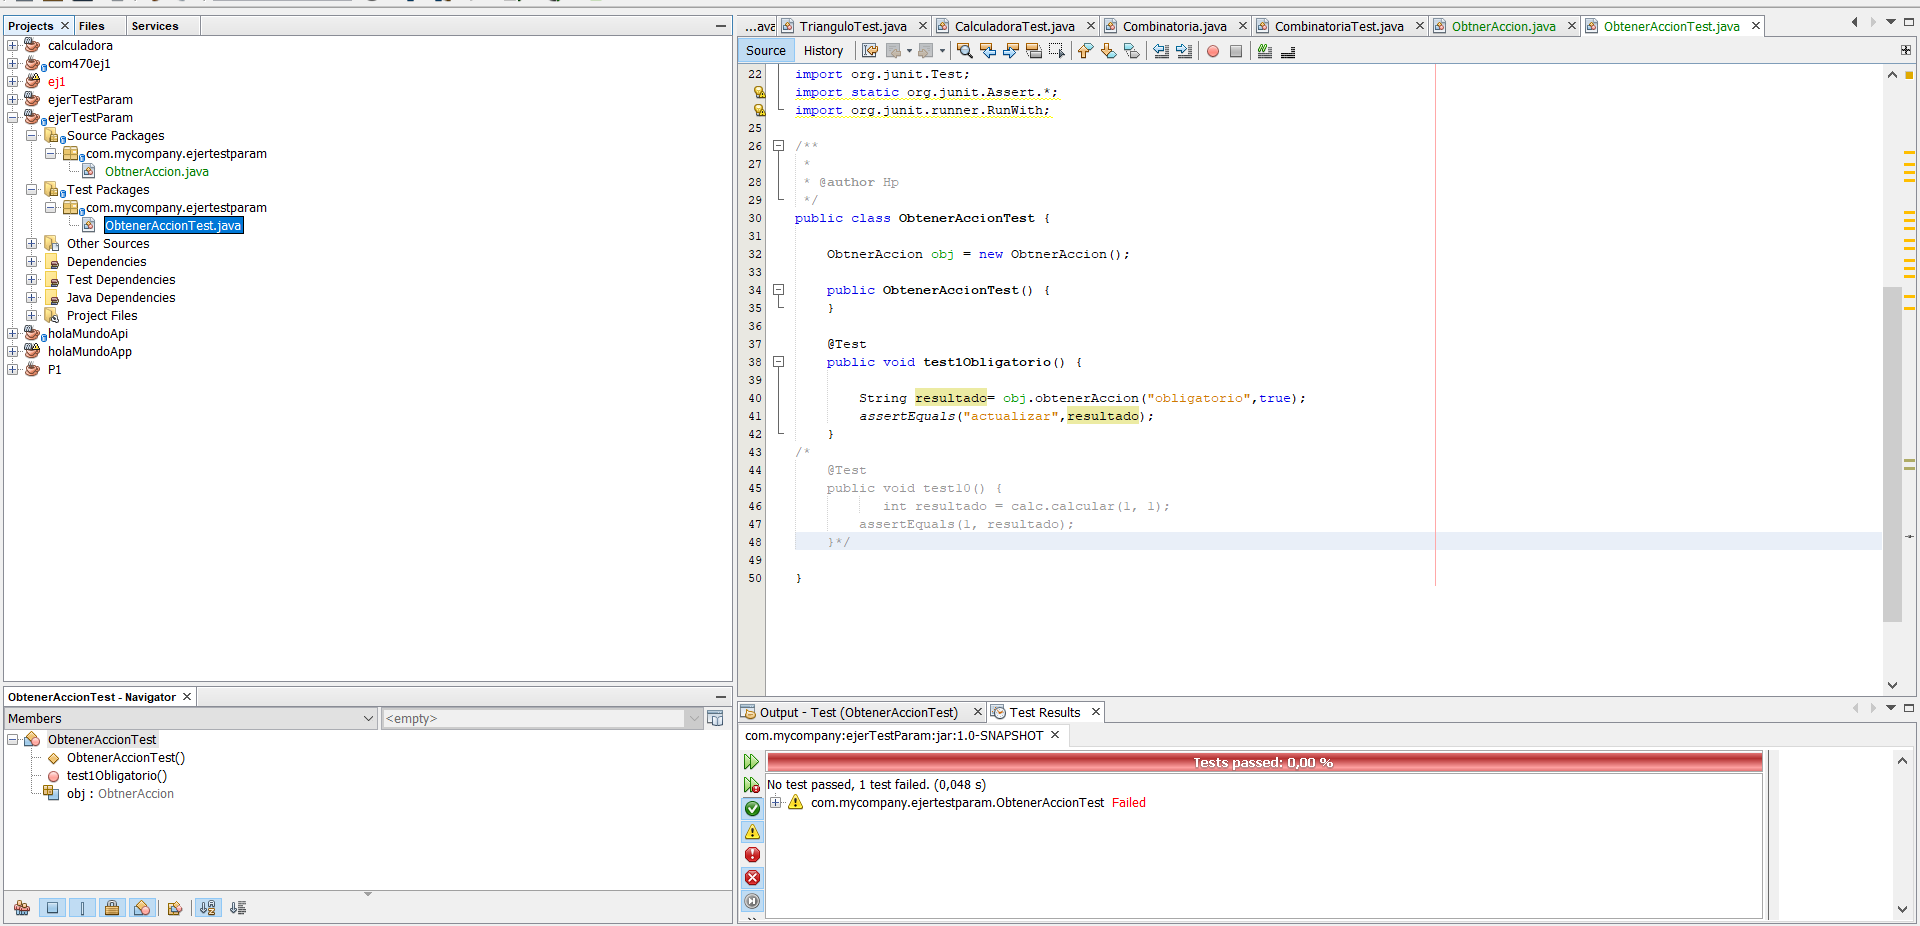 Projects
Files
Services
calculadora
com470ej1
ej1
ejerTestParam
ejerTestParam
Source Packages
com.mycompany.ejertestparam
ObtnerAccion.java
Test Packages
com.mycompany.ejertestparam
ObtenerAccionTest.java
Other Sources
Dependencies
Test Dependencies
Java Dependencies
Project Files
holaMundoApi
holaMundoApp
P1
ObtenerAccionTest - Navigator
Members
<empty>
ObtenerAccionTest
ObtenerAccionTest()
test1Obligatorio()
obj : ObtnerAccion
...ava TrianguloTest.java CalculadoraTest.java Combinatoria.java CombinatoriaTest.java ObtnerAccion.java ObtenerAccionTest.java
Source History
22 import org.junit.Test;
import static org.junit.Assert.*;
import org.junit.runner.RunWith;
25
26 /**
27 *
28 * @author Hp
29 */
30 public class ObtenerAccionTest {
31
32 ObtnerAccion obj = new ObtnerAccion();
33
34 public ObtenerAccionTest() {
35 }
36
37 @Test
38 public void test1Obligatorio() {
39
40 String resultado= obj.obtenerAccion("obligatorio",true);
41 assertEquals("actualizar",resultado);
42 }
43 /*
44 @Test
45 public void test10() {
46 int resultado = calc.calcular(1, 1);
47 assertEquals(1, resultado);
48 }*/
49
50 }
Output - Test (ObtenerAccionTest) Test Results
com.mycompany:ejerTestParam:jar:1.0-SNAPSHOT
Tests passed: 0,00 %
No test passed, 1 test failed. (0,048 s)
com.mycompany.ejertestparam.ObtenerAccionTest Failed